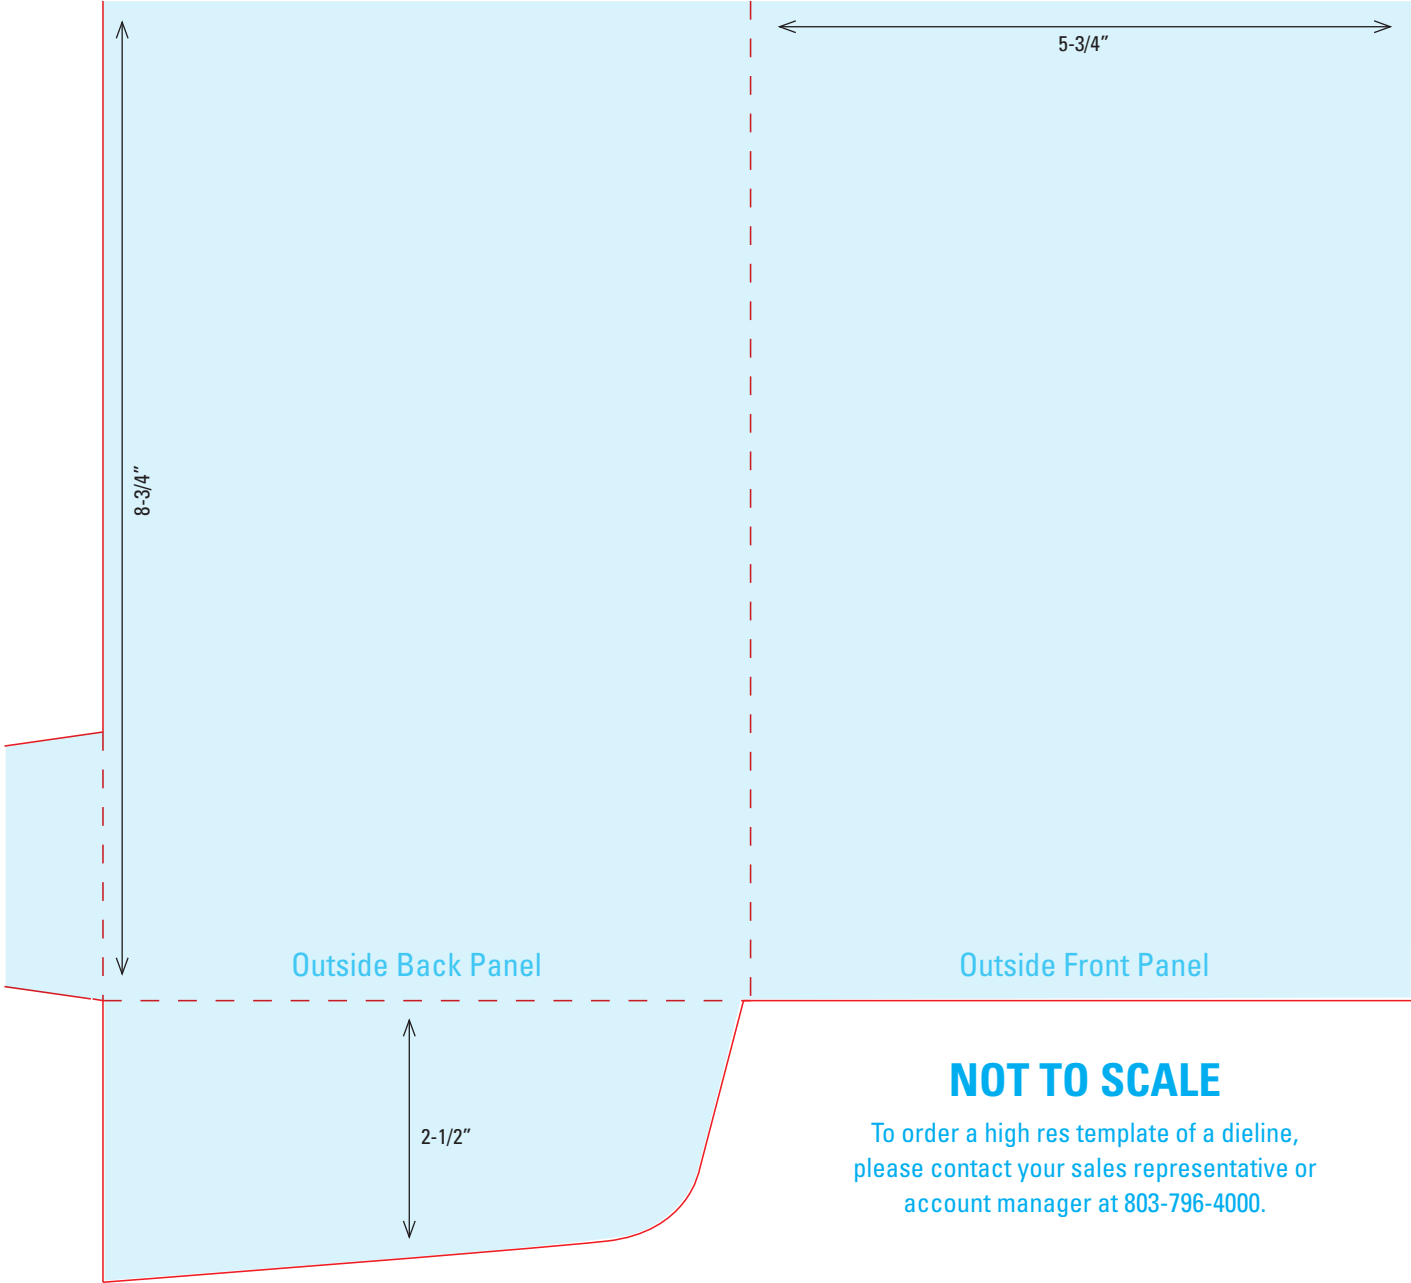 5-3/4″
8-3/4″
Outside Back Panel
Outside Front Panel
2-1/2″
NOT TO SCALE
To order a high res template of a dieline,
please contact your sales representative or
account manager at 803-796-4000.